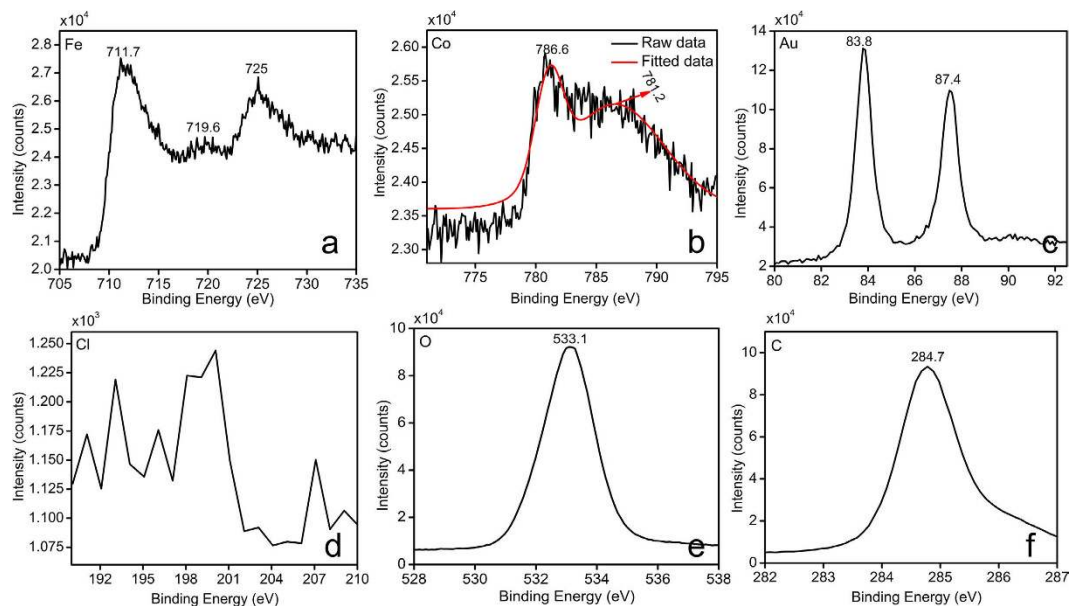 x10⁴
Fe
711.7
719.6
725
Intensity (counts)
2.8
2.7
2.6
2.5
2.4
2.3
2.2
2.1
2.0
705 710 715 720 725 730 735
Binding Energy (eV)
a
x10⁴
Co
786.6
Raw data
Fitted data
781.2
Intensity (counts)
2.60
2.55
2.50
2.45
2.40
2.35
2.30
775 780 785 790 795
Binding Energy (eV)
b
x10⁴
Au
83.8
87.4
Intensity (counts)
14
12
10
8
6
4
2
80 82 84 86 88 90 92
Binding Energy (eV)
c
x10³
Cl
Intensity (counts)
1.250
1.225
1.200
1.175
1.150
1.125
1.100
1.075
192 195 198 201 204 207 210
Binding Energy (eV)
d
x10⁴
O
533.1
Intensity (counts)
10
8
6
4
2
0
528 530 532 534 536 538
Binding Energy (eV)
e
x10⁴
C
284.7
Intensity (counts)
10
8
6
4
2
0
282 283 284 285 286 287
Binding Energy (eV)
f